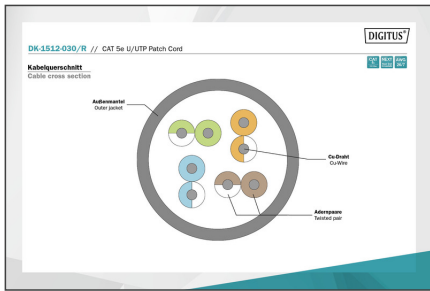 DIGITUS®
DK-1512-030/R // CAT 5e U/UTP Patch Cord
Kabelquerschnitt
Cable cross section
Außenmantel
Outer jacket
Cu-Draht
Cu-Wire
Adernpaare
Twisted pair